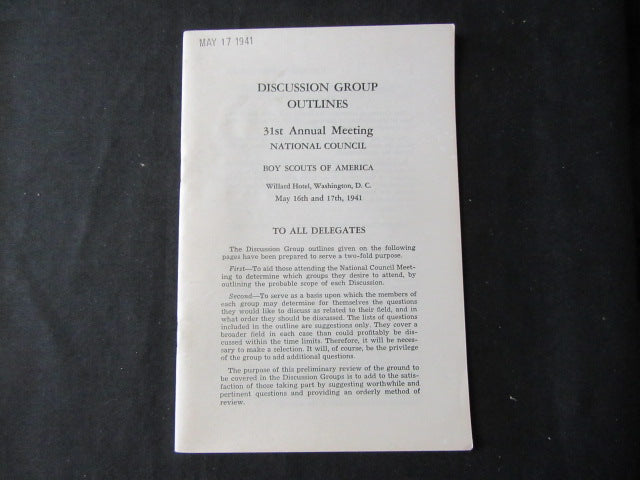 MAY 17 1941
DISCUSSION GROUP
OUTLINES
31st Annual Meeting
NATIONAL COUNCIL
BOY SCOUTS OF AMERICA
Willard Hotel, Washington, D. C.
May 16th and 17th, 1941
TO ALL DELEGATES
The Discussion Group outlines given on the following
pages have been prepared to serve a two-fold purpose.
First—To aid those attending the National Council Meet-
ing to determine which groups they desire to attend, by
outlining the probable scope of each Discussion.
Second—To serve as a basis upon which the members of
each group may determine for themselves the questions
they would like to discuss as related to their field, and in
what order they should be discussed. The lists of questions
included in the outline are suggestions only. They cover a
broader field in each case than could profitably be dis-
cussed within the time limits. Therefore, it will be neces-
sary to make a selection. It will, of course, be the privilege
of the group to add additional questions.
The purpose of this preliminary review of the ground to
be covered in the Discussion Groups is to add to the satis-
faction of those taking part by suggesting worthwhile and
pertinent questions and providing an orderly method of
review.